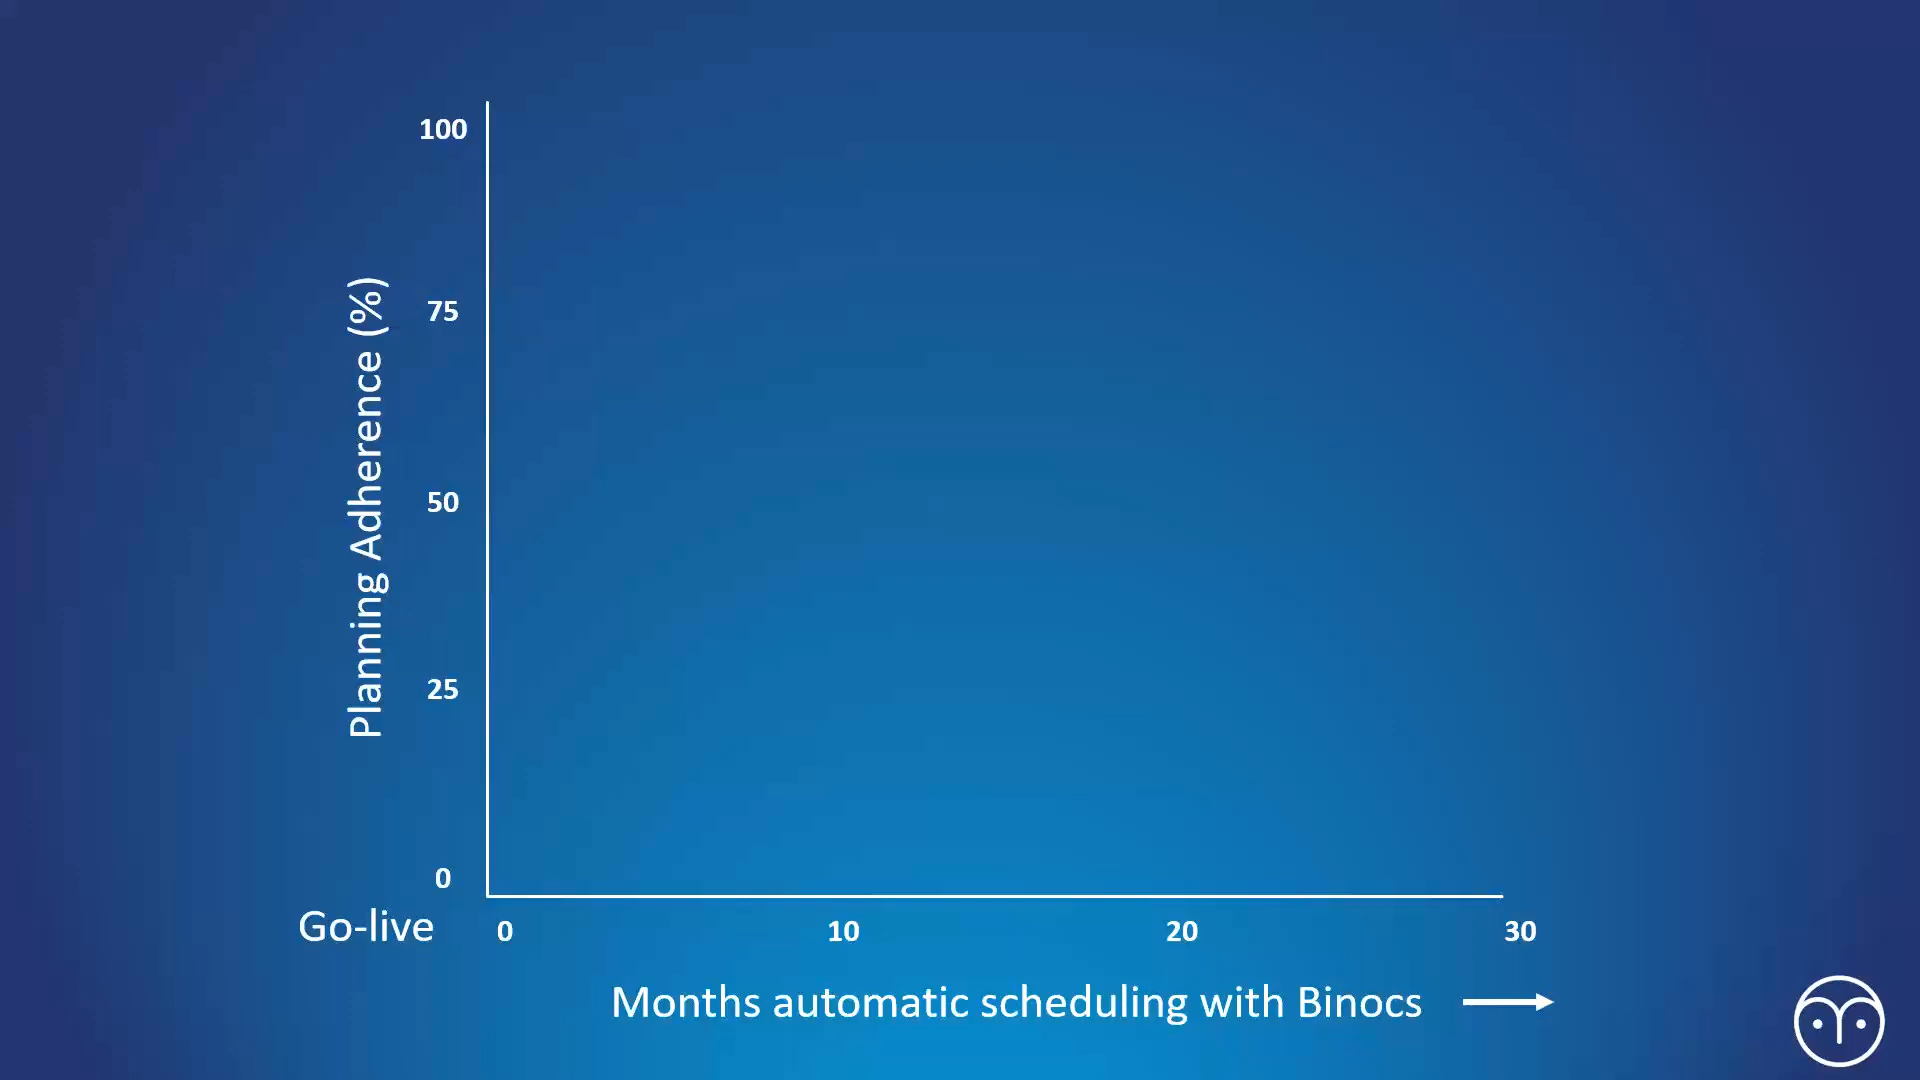 100
75
50
25
0
Planning Adherence (%)
Go-live
0 10 20 30
Months automatic scheduling with Binocs